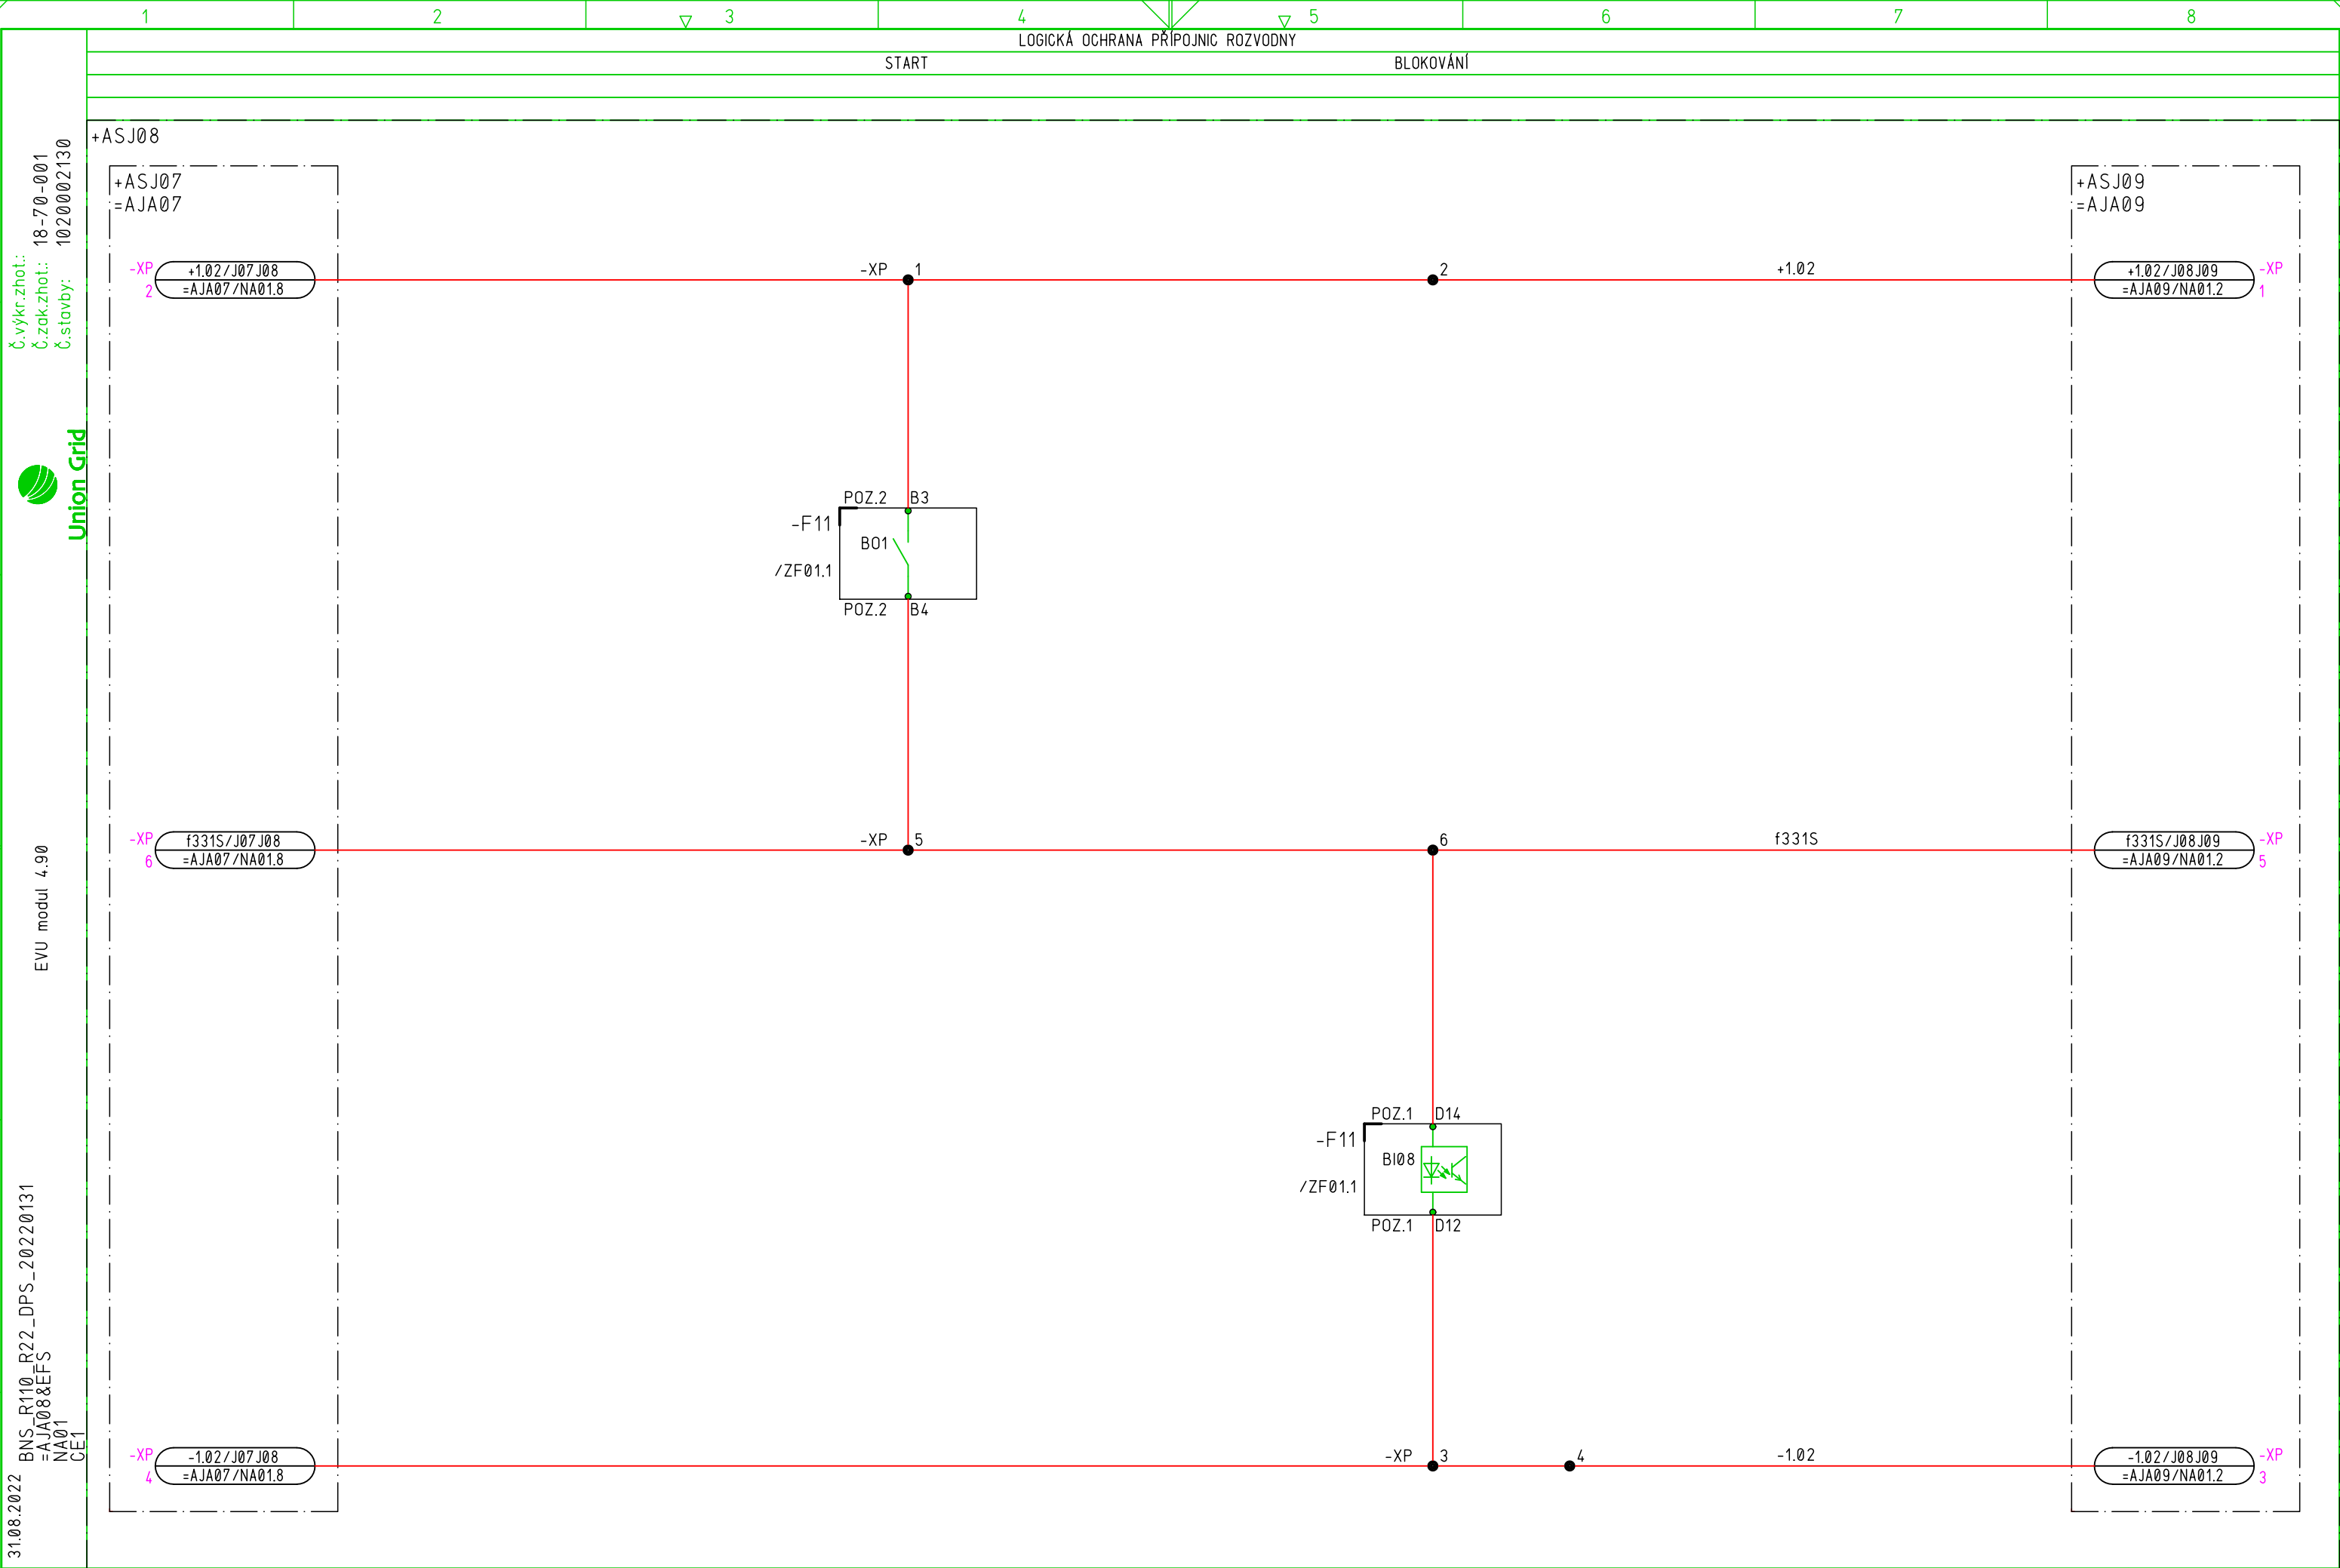 1 2 3 4 5 6 7 8
LOGICKÁ OCHRANA PŘÍPOJNIC ROZVODNY
START BLOKOVÁNÍ
+ASJ08
+ASJ07
=AJA07
+ASJ09
=AJA09
-XP
2
+1.02/J07J08
=AJA07/NA01.8
-XP 1
2
+1.02
+1.02/J08J09
=AJA09/NA01.2
-XP
1
POZ.2 B3
-F11
BO1
/ZF01.1
POZ.2 B4
-XP
6
f331S/J07J08
=AJA07/NA01.8
-XP 5
6
f331S
f331S/J08J09
=AJA09/NA01.2
-XP
5
POZ.1 D14
-F11
BI08
/ZF01.1
POZ.1 D12
-XP
4
-1.02/J07J08
=AJA07/NA01.8
-XP 3
4
-1.02
-1.02/J08J09
=AJA09/NA01.2
-XP
3
Č.výkr.zhot.:
Č.zak.zhot.: 18-70-001
Č.stavby: 1020002130
Union Grid
EVU modul 4.90
BNS_R110_R22_DPS_20220131
=AJA08&EFS
NA01
CE1
31.08.2022